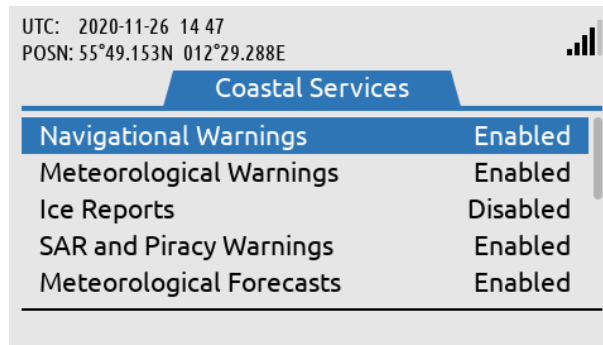 UTC: 2020-11-26 14 47
POSN: 55°49.153N 012°29.288E
Coastal Services
Navigational Warnings Enabled
Meteorological Warnings Enabled
Ice Reports Disabled
SAR and Piracy Warnings Enabled
Meteorological Forecasts Enabled